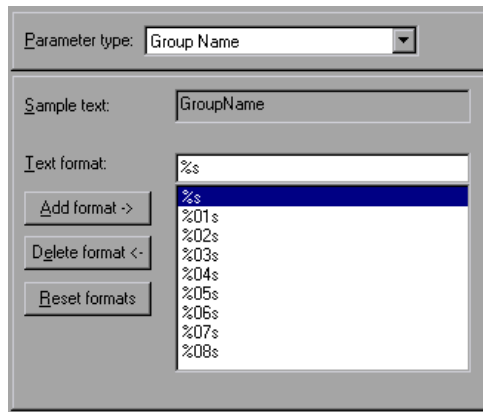 Parameter type: Group Name
Sample text: GroupName
Text format: %s
Add format ->
Delete format <-
Reset formats
%s
%01s
%02s
%03s
%04s
%05s
%06s
%07s
%08s